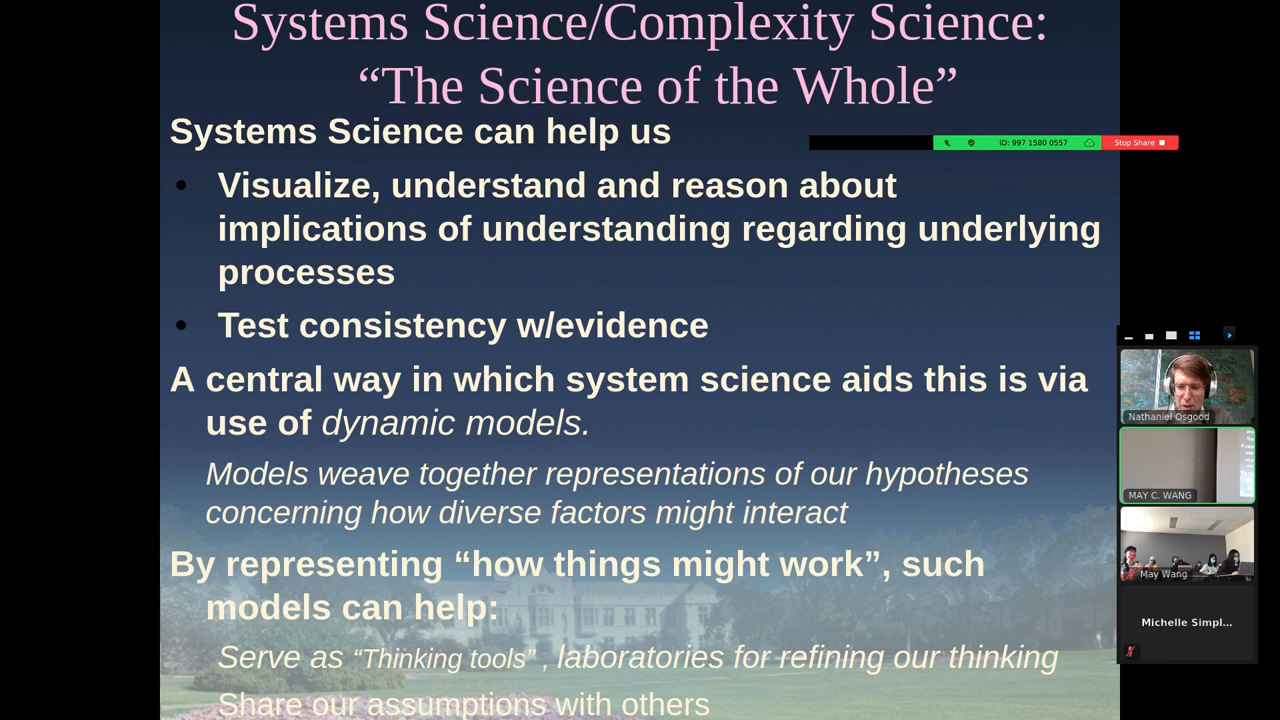 Systems Science/Complexity Science:
“The Science of the Whole”
Systems Science can help us
• Visualize, understand and reason about
implications of understanding regarding underlying
processes
• Test consistency w/evidence
A central way in which system science aids this is via
use of dynamic models.
Models weave together representations of our hypotheses
concerning how diverse factors might interact
By representing “how things might work”, such
models can help:
Serve as “Thinking tools” , laboratories for refining our thinking
Share our assumptions with others
ID: 997 1580 0557
Stop Share
Nathaniel Osgood
MAY C. WANG
May Wang
Michelle Simpl...